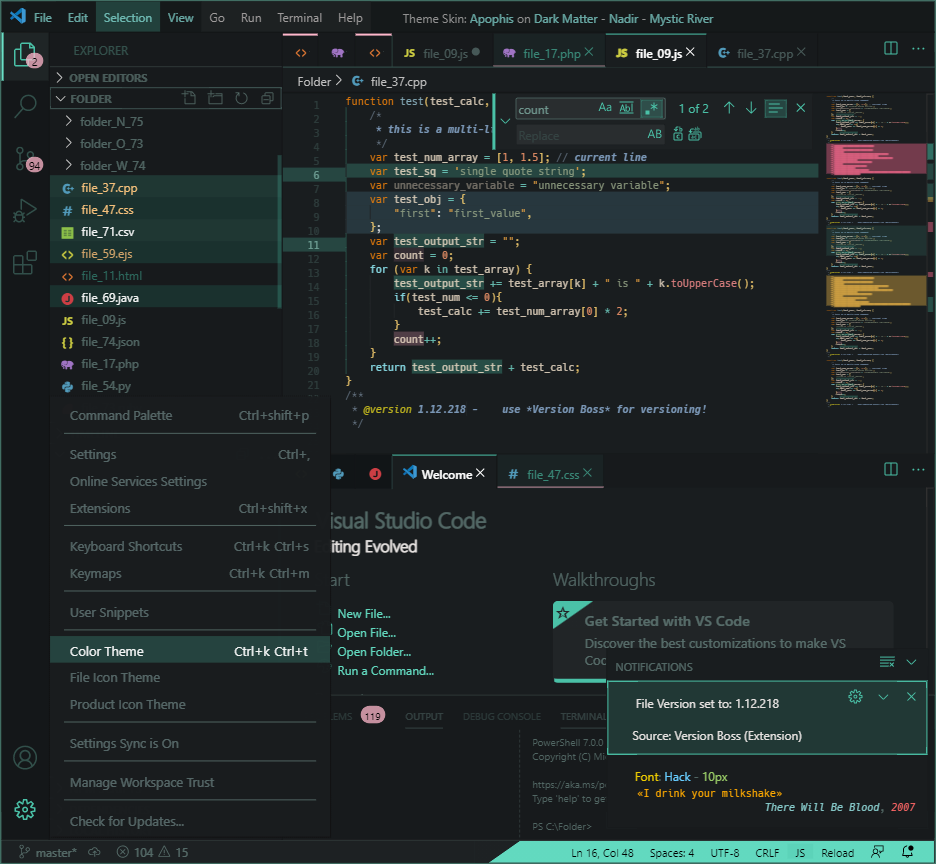 File Edit Selection View Go Run Terminal Help Theme Skin: Apophis on Dark Matter - Nadir - Mystic River
2 EXPLORER file_09.js file_17.php file_09.js file_37.cpp
OPEN EDITORS Folder file_37.cpp
FOLDER
folder_N_75
folder_O_73
94 folder_W_74
file_37.cpp
file_47.css
file_71.csv
file_59.ejs
file_11.html
file_69.java
file_09.js
file_74.json
file_17.php
file_54.py
count Aa Abl .* 1 of 2
Replace AB
1 function test(test_calc,
2 /*
3 * this is a multi-l
4 */
5 var test_num_array = [1, 1.5]; // current line
6 var test_sq = 'single quote string';
7 var unnecessary_variable = "unnecessary variable";
8 var test_obj = {
9 "first": "first_value",
10 };
11 var test_output_str = "";
12 var count = 0;
13 for (var k in test_array) {
14 test_output_str += test_array[k] + " is " + k.toUpperCase();
15 if(test_num <= 0){
16 test_calc += test_num_array[0] * 2;
17 }
18 count++;
19 }
20 return test_output_str + test_calc;
21 }
/**
* @version 1.12.218 - use *Version Boss* for versioning!
*/
Command Palette Ctrl+shift+p
Settings Ctrl+,
Online Services Settings
Extensions Ctrl+shift+x
Keyboard Shortcuts Ctrl+k Ctrl+s
Keymaps Ctrl+k Ctrl+m
User Snippets
Color Theme Ctrl+k Ctrl+t
File Icon Theme
Product Icon Theme
Settings Sync is On
Manage Workspace Trust
Check for Updates...
Welcome file_47.css
isual Studio Code
iting Evolved
art
New File...
Open File...
Open Folder...
Run a Command...
Walkthroughs
Get Started with VS Code
Discover the best customizations to make VS
Coc
LEMS 119 OUTPUT DEBUG CONSOLE TERMINAL
PowerShell 7.0.0
Copyright (C) Mi
https://aka.ms/p
Type 'help' to ge
PS C:\Folder>
NOTIFICATIONS
File Version set to: 1.12.218
Source: Version Boss (Extension)
Font: Hack - 10px
«I drink your milkshake»
There Will Be Blood, 2007
master* 104 15 Ln 16, Col 48 Spaces: 4 UTF-8 CRLF JS Reload